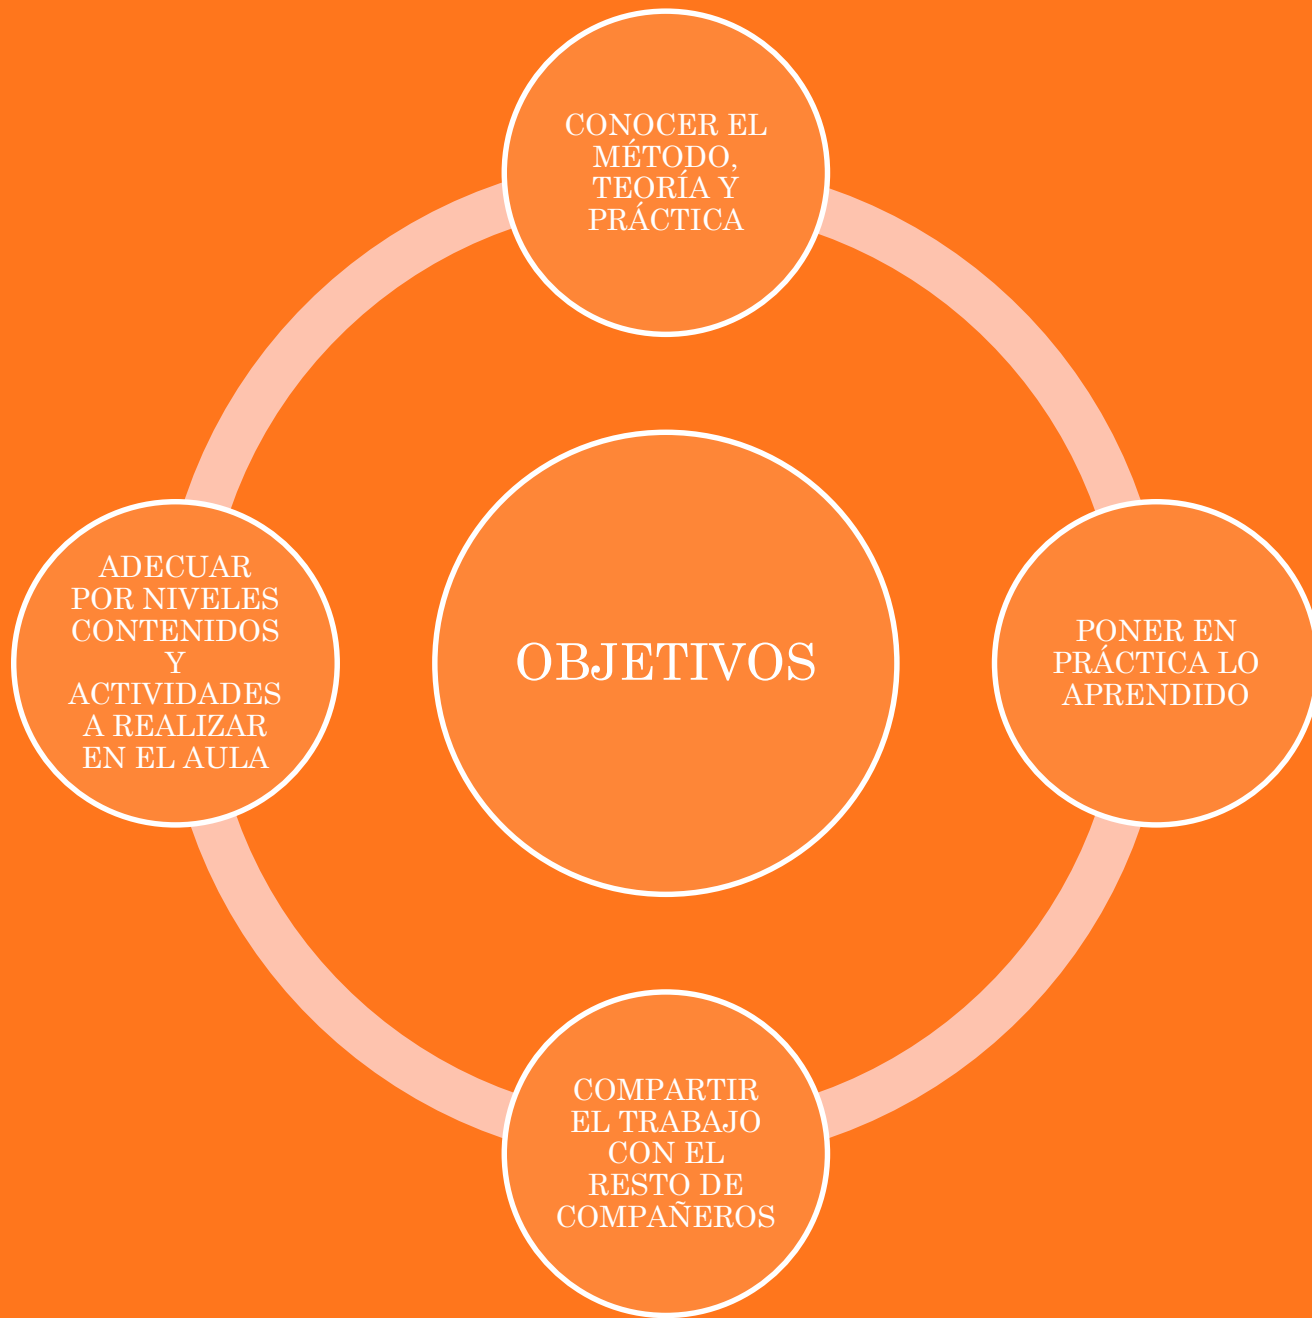 CONOCER EL
MÉTODO,
TEORÍA Y
PRÁCTICA
ADECUAR
POR NIVELES
CONTENIDOS
Y
ACTIVIDADES
A REALIZAR
EN EL AULA
OBJETIVOS
PONER EN
PRÁCTICA LO
APRENDIDO
COMPARTIR
EL TRABAJO
CON EL
RESTO DE
COMPAÑEROS